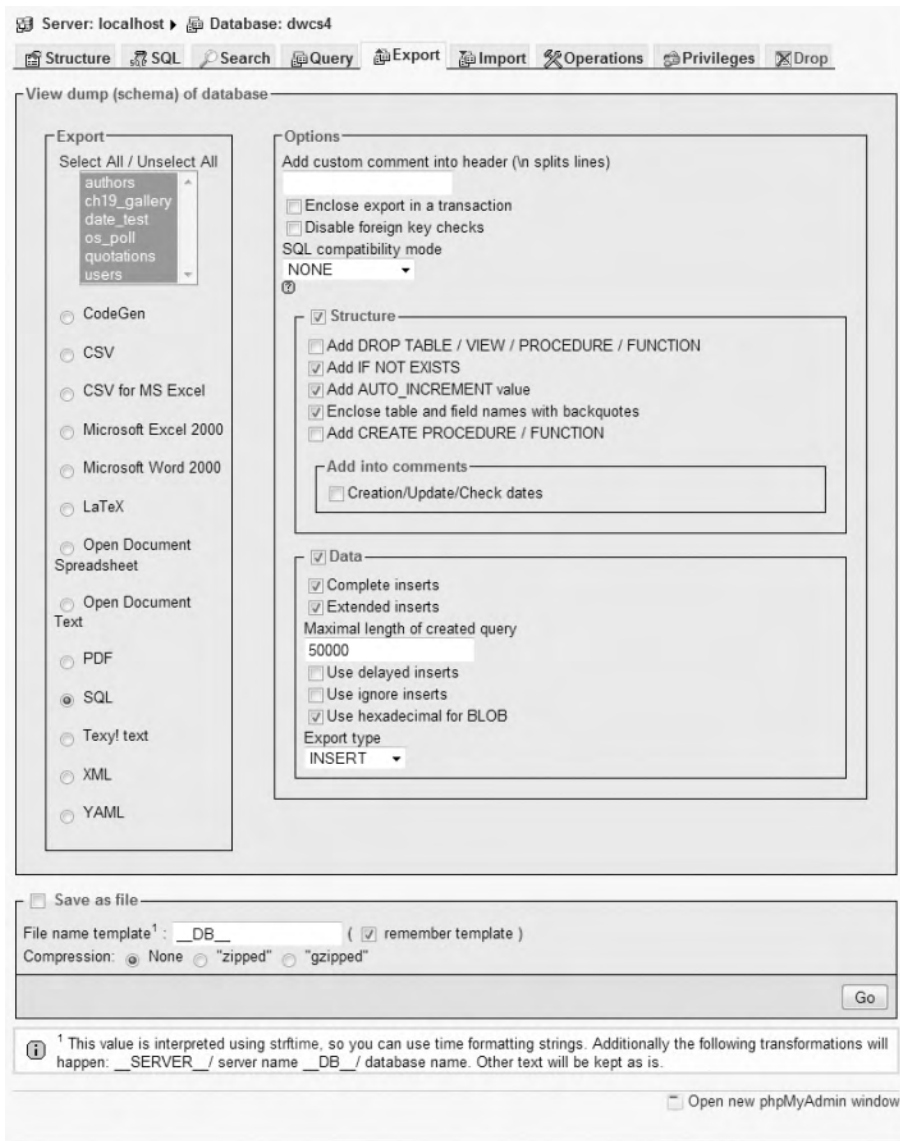 Server: localhost ▸ Database: dwcs4
Structure SQL Search Query Export Import Operations Privileges Drop
View dump (schema) of database
Export
Select All / Unselect All
authors
ch19_gallery
date_test
os_poll
quotations
users
CodeGen
CSV
CSV for MS Excel
Microsoft Excel 2000
Microsoft Word 2000
LaTeX
Open Document
Spreadsheet
Open Document
Text
PDF
SQL
Texy! text
XML
YAML
Options
Add custom comment into header (\n splits lines)
Enclose export in a transaction
Disable foreign key checks
SQL compatibility mode
NONE
Structure
Add DROP TABLE / VIEW / PROCEDURE / FUNCTION
Add IF NOT EXISTS
Add AUTO_INCREMENT value
Enclose table and field names with backquotes
Add CREATE PROCEDURE / FUNCTION
Add into comments
Creation/Update/Check dates
Data
Complete inserts
Extended inserts
Maximal length of created query
50000
Use delayed inserts
Use ignore inserts
Use hexadecimal for BLOB
Export type
INSERT
Save as file
File name template¹ : __DB__ ( remember template )
Compression: None "zipped" "gzipped"
Go
¹ This value is interpreted using strftime, so you can use time formatting strings. Additionally the following transformations will
happen: __SERVER__/ server name __DB__/ database name. Other text will be kept as is.
Open new phpMyAdmin window